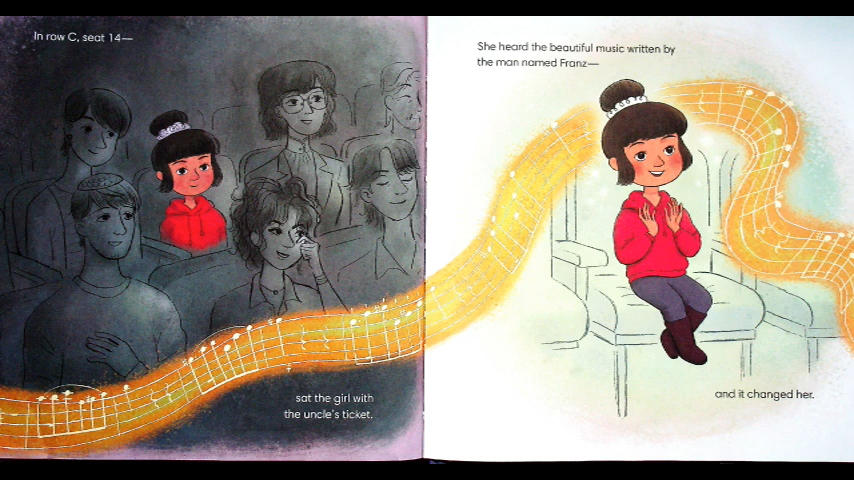 In row C, seat 14—
sat the girl with
the uncle's ticket.
She heard the beautiful music written by
the man named Franz—
and it changed her.